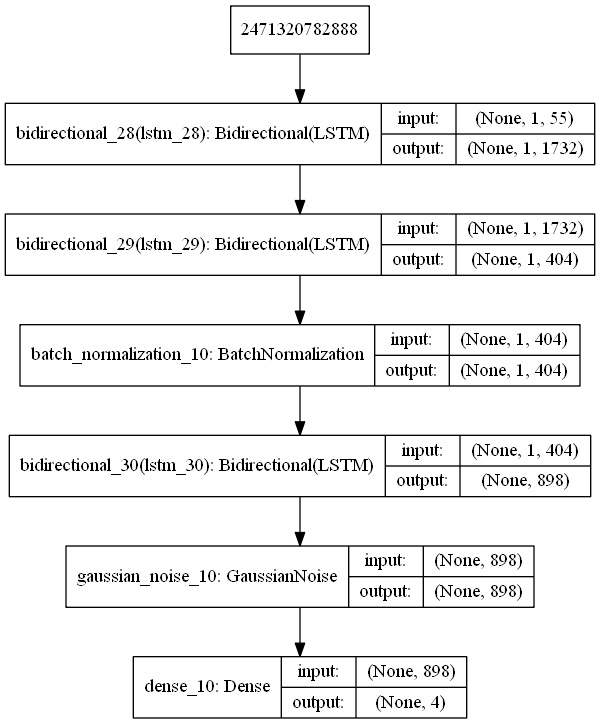 2471320782888
bidirectional_28(lstm_28): Bidirectional(LSTM)
input: (None, 1, 55)
output: (None, 1, 1732)
bidirectional_29(lstm_29): Bidirectional(LSTM)
input: (None, 1, 1732)
output: (None, 1, 404)
batch_normalization_10: BatchNormalization
input: (None, 1, 404)
output: (None, 1, 404)
bidirectional_30(lstm_30): Bidirectional(LSTM)
input: (None, 1, 404)
output: (None, 898)
gaussian_noise_10: GaussianNoise
input: (None, 898)
output: (None, 898)
dense_10: Dense
input: (None, 898)
output: (None, 4)